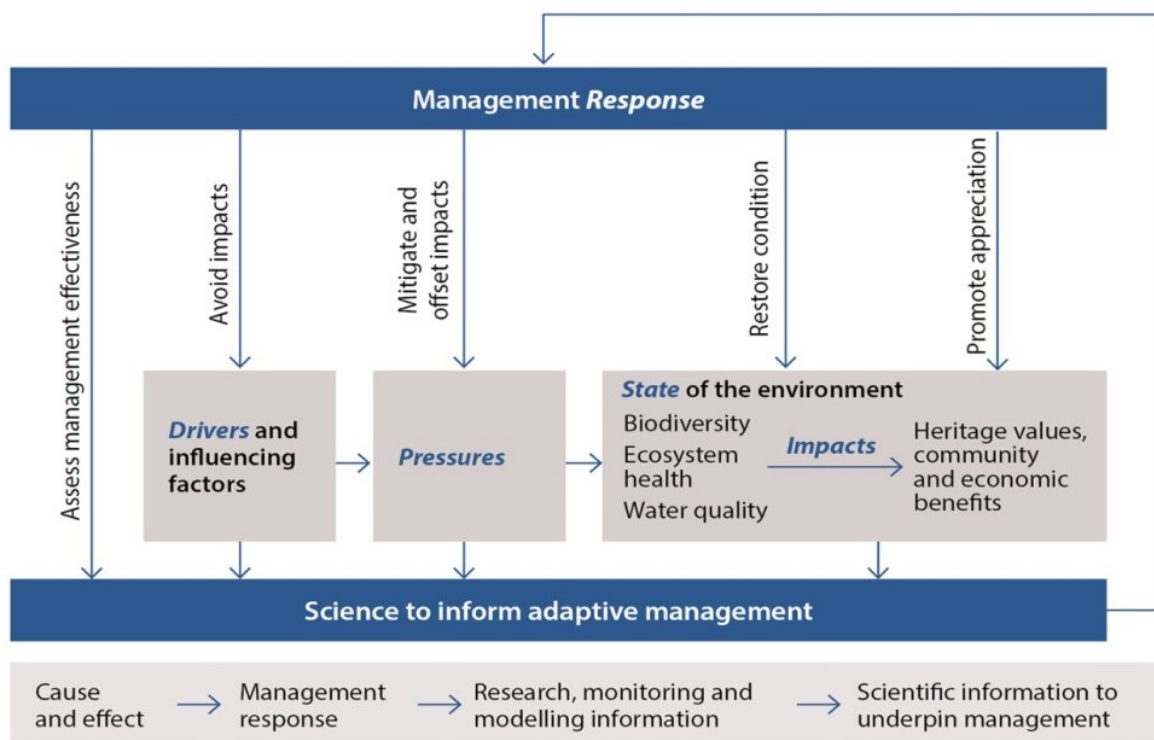 Management Response
Assess management effectiveness
Avoid impacts
Mitigate and
offset impacts
Restore condition
Promote appreciation
Drivers and
influencing
factors
Pressures
State of the environment
Biodiversity
Ecosystem
health
Water quality
Impacts
Heritage values,
community
and economic
benefits
Science to inform adaptive management
Cause
and effect
Management
response
Research, monitoring and
modelling information
Scientific information to
underpin management